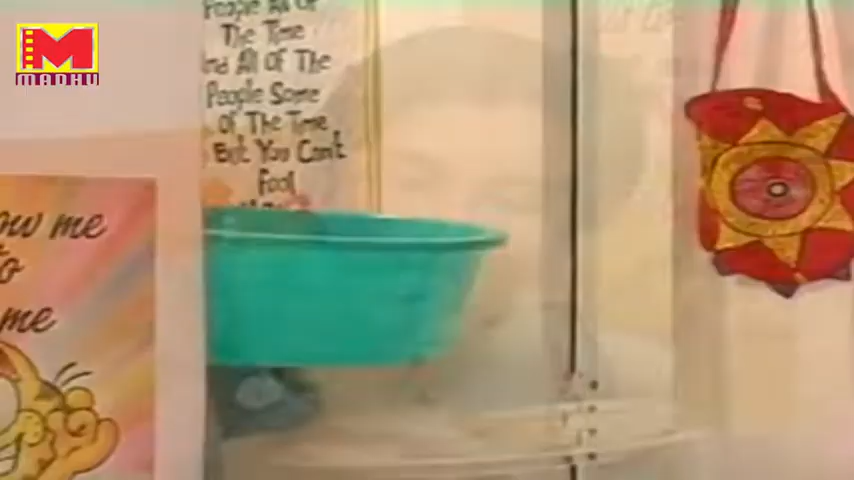 M
MADHU
People All Of
The Time
And All Of The
People Some
of The Time
But You Can't
fool
ow me
to
me